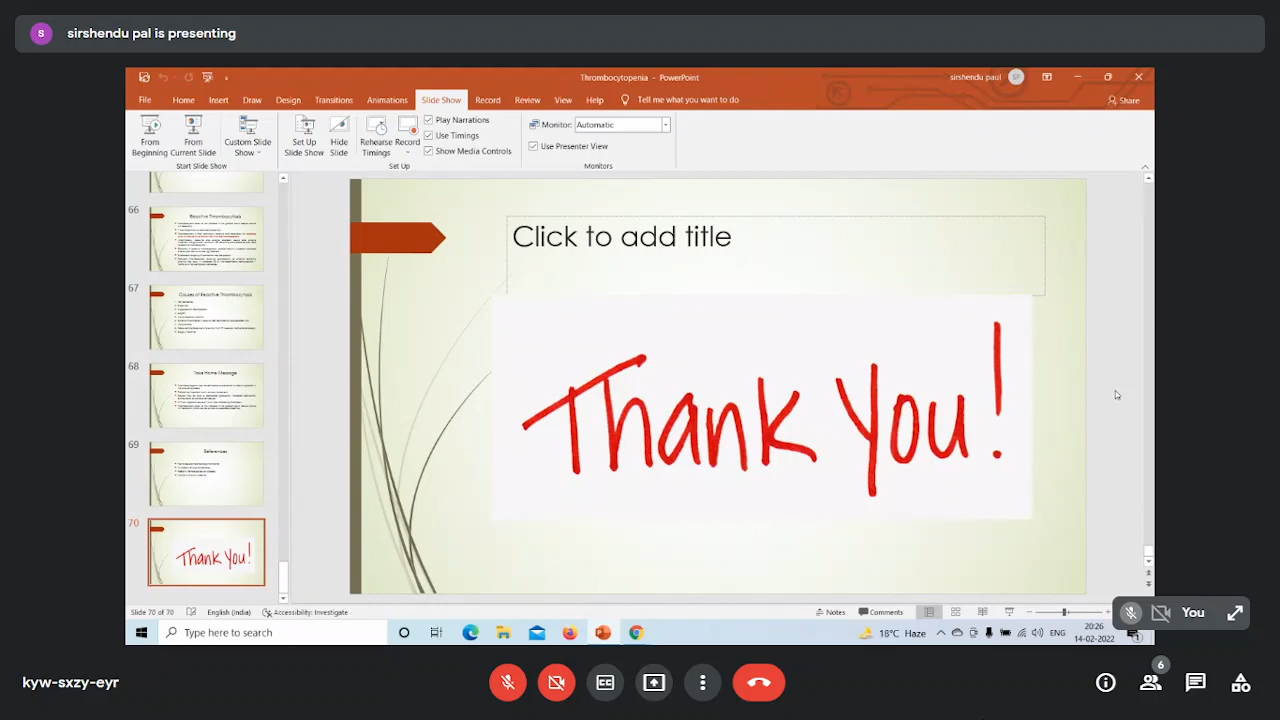 S sirshendu pal is presenting
Thrombocytopenia - PowerPoint
sirshendu paul SP
File Home Insert Draw Design Transitions Animations Slide Show Record Review View Help Tell me what you want to do Share
From Beginning
From Current Slide
Custom Slide Show
Set Up Slide Show
Hide Slide
Rehearse Timings
Record
Play Narrations
Use Timings
Show Media Controls
Monitor: Automatic
Use Presenter View
Start Slide Show
Set Up
Monitors
66
Reactive Thrombocytosis
67
Causes of Reactive Thrombocytosis
68
Take Home Message
69
References
70
Thank You!
Click to add title
Thank You!
Slide 70 of 70 English (India) Accessibility: Investigate Notes Comments
You
Type here to search
18°C Haze
ENG
20:26
14-02-2022
1
kyw-sxzy-eyr
CC
6